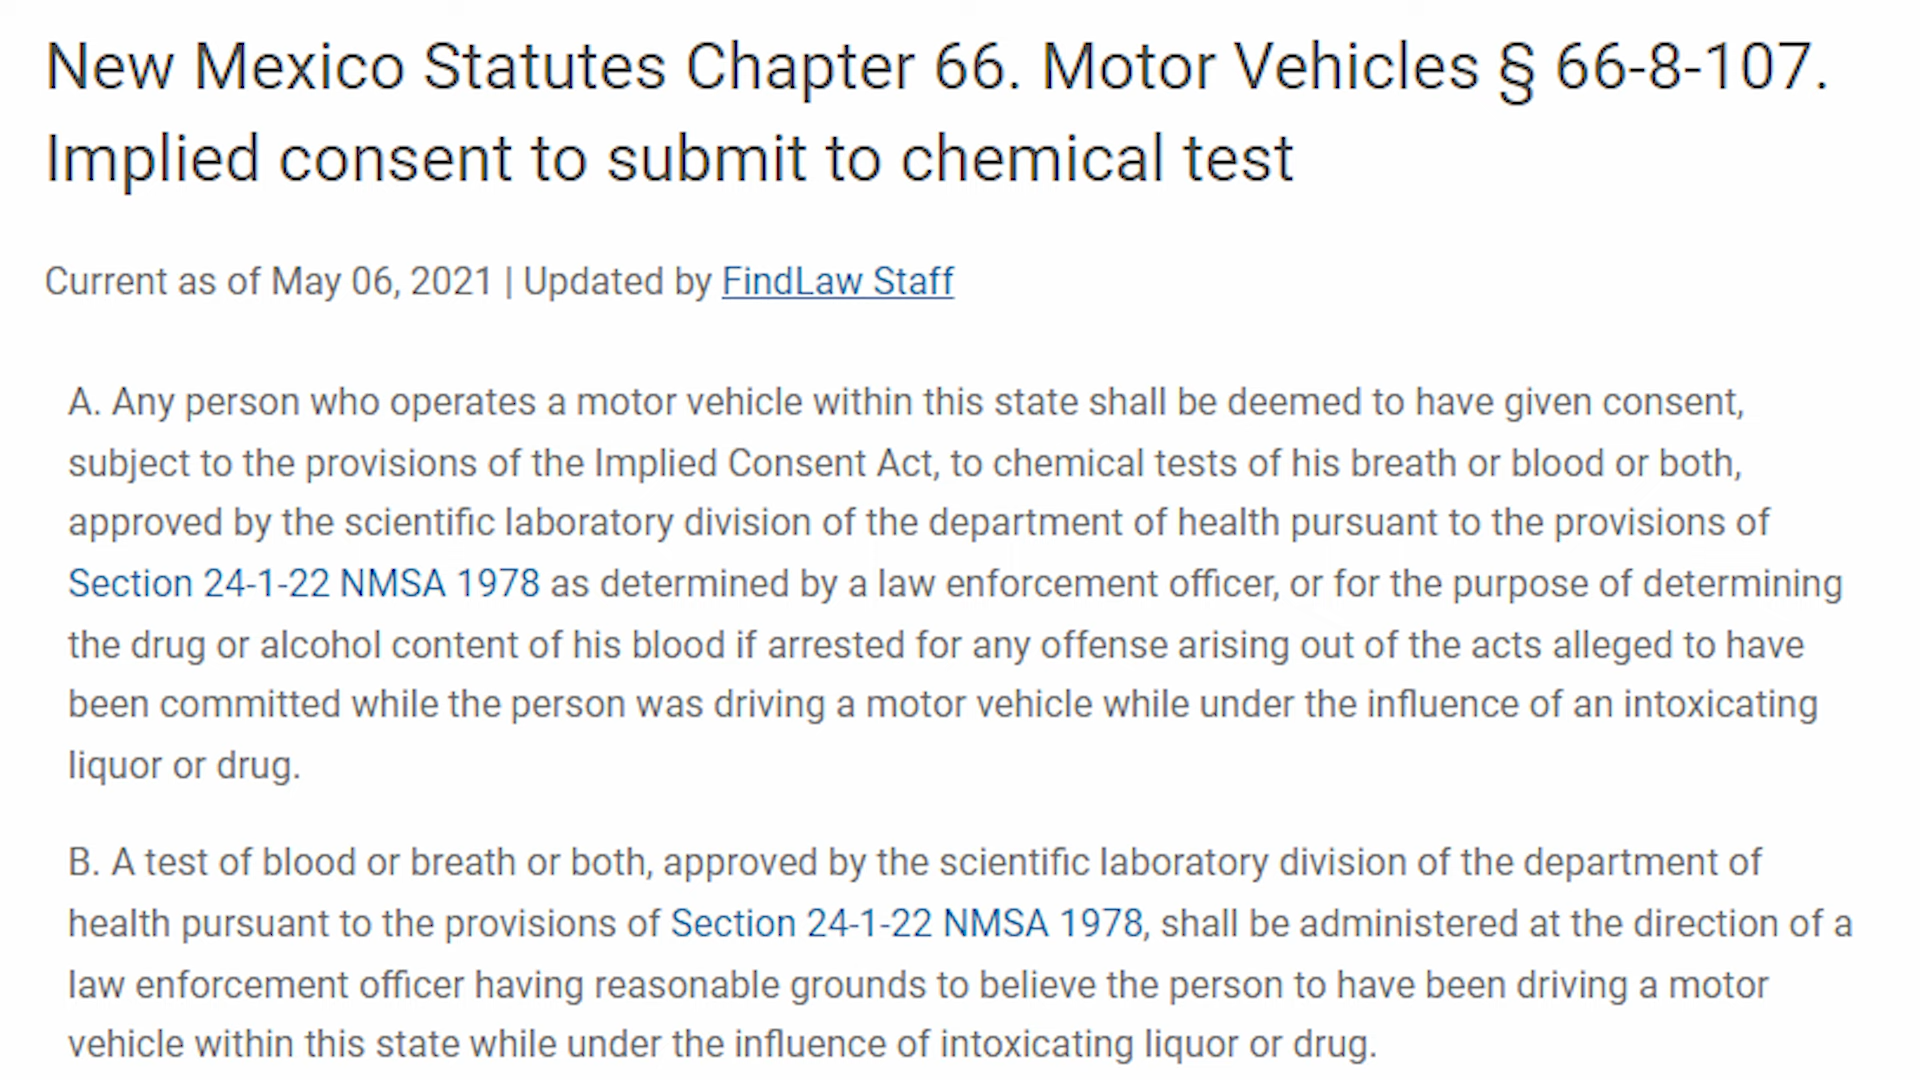 New Mexico Statutes Chapter 66. Motor Vehicles § 66-8-107.
Implied consent to submit to chemical test
Current as of May 06, 2021 | Updated by FindLaw Staff
A. Any person who operates a motor vehicle within this state shall be deemed to have given consent,
subject to the provisions of the Implied Consent Act, to chemical tests of his breath or blood or both,
approved by the scientific laboratory division of the department of health pursuant to the provisions of
Section 24-1-22 NMSA 1978 as determined by a law enforcement officer, or for the purpose of determining
the drug or alcohol content of his blood if arrested for any offense arising out of the acts alleged to have
been committed while the person was driving a motor vehicle while under the influence of an intoxicating
liquor or drug.
B. A test of blood or breath or both, approved by the scientific laboratory division of the department of
health pursuant to the provisions of Section 24-1-22 NMSA 1978, shall be administered at the direction of a
law enforcement officer having reasonable grounds to believe the person to have been driving a motor
vehicle within this state while under the influence of intoxicating liquor or drug.